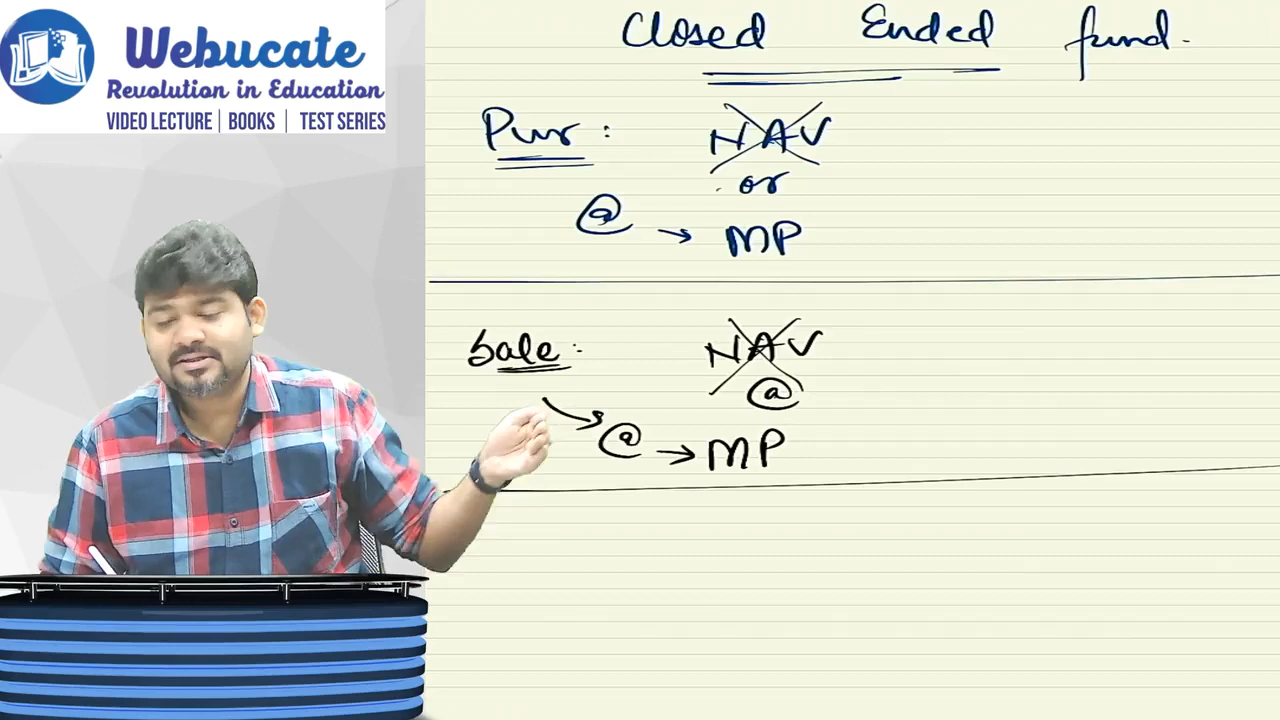 Webucate
Revolution in Education
VIDEO LECTURE | BOOKS | TEST SERIES
Closed Ended fund.
Pur : NAV
or
@ → MP
Sale : NAV
@
@ → MP